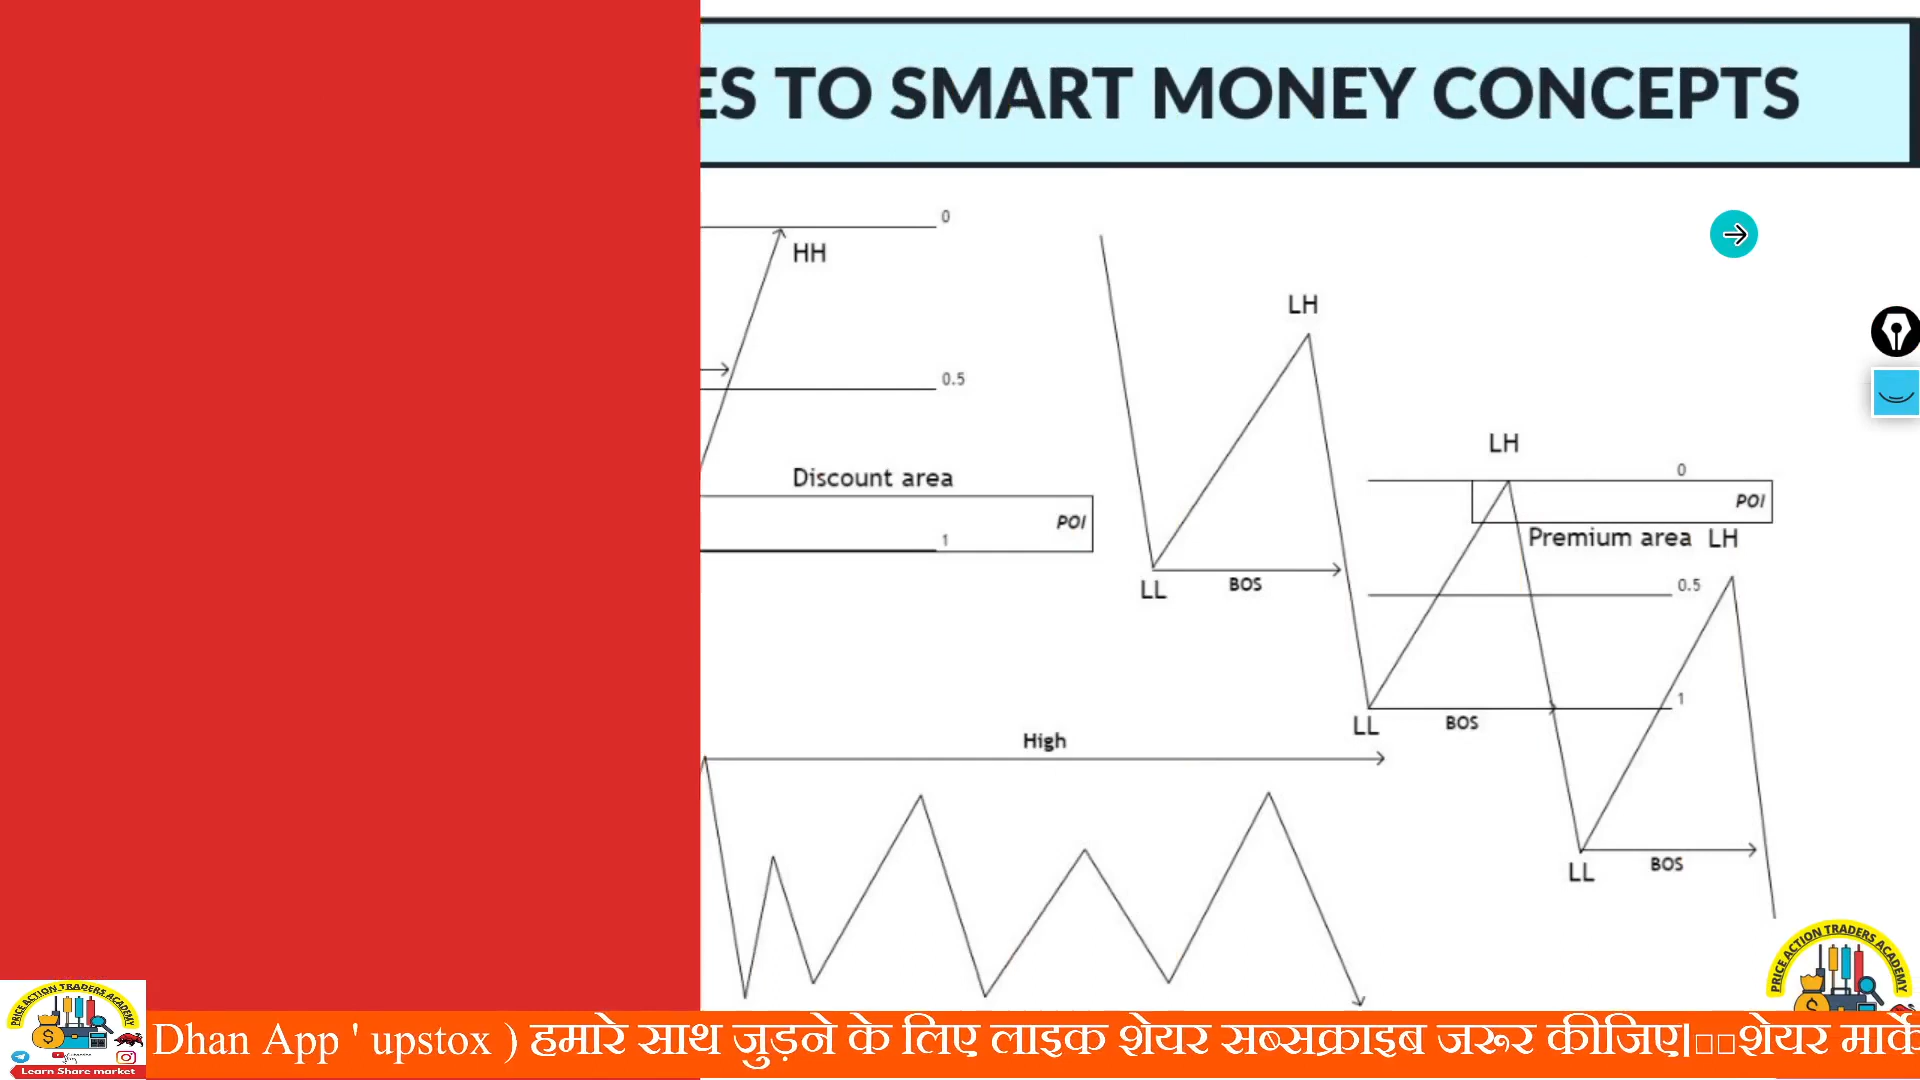 ES TO SMART MONEY CONCEPTS
0
HH
LH
0.5
LH
0
Discount area
POI
POI
Premium area LH
1
0.5
LL
BOS
1
LL
BOS
High
LL
BOS
PRICE ACTION TRADERS ACADEMY
PRICE ACTION TRADERS ACADEMY
Learn Share market
Dhan App ' upstox ) हमारे साथ जुड़ने के लिए लाइक शेयर सब्सक्राइब जरूर कीजिए।□□शेयर मार्के